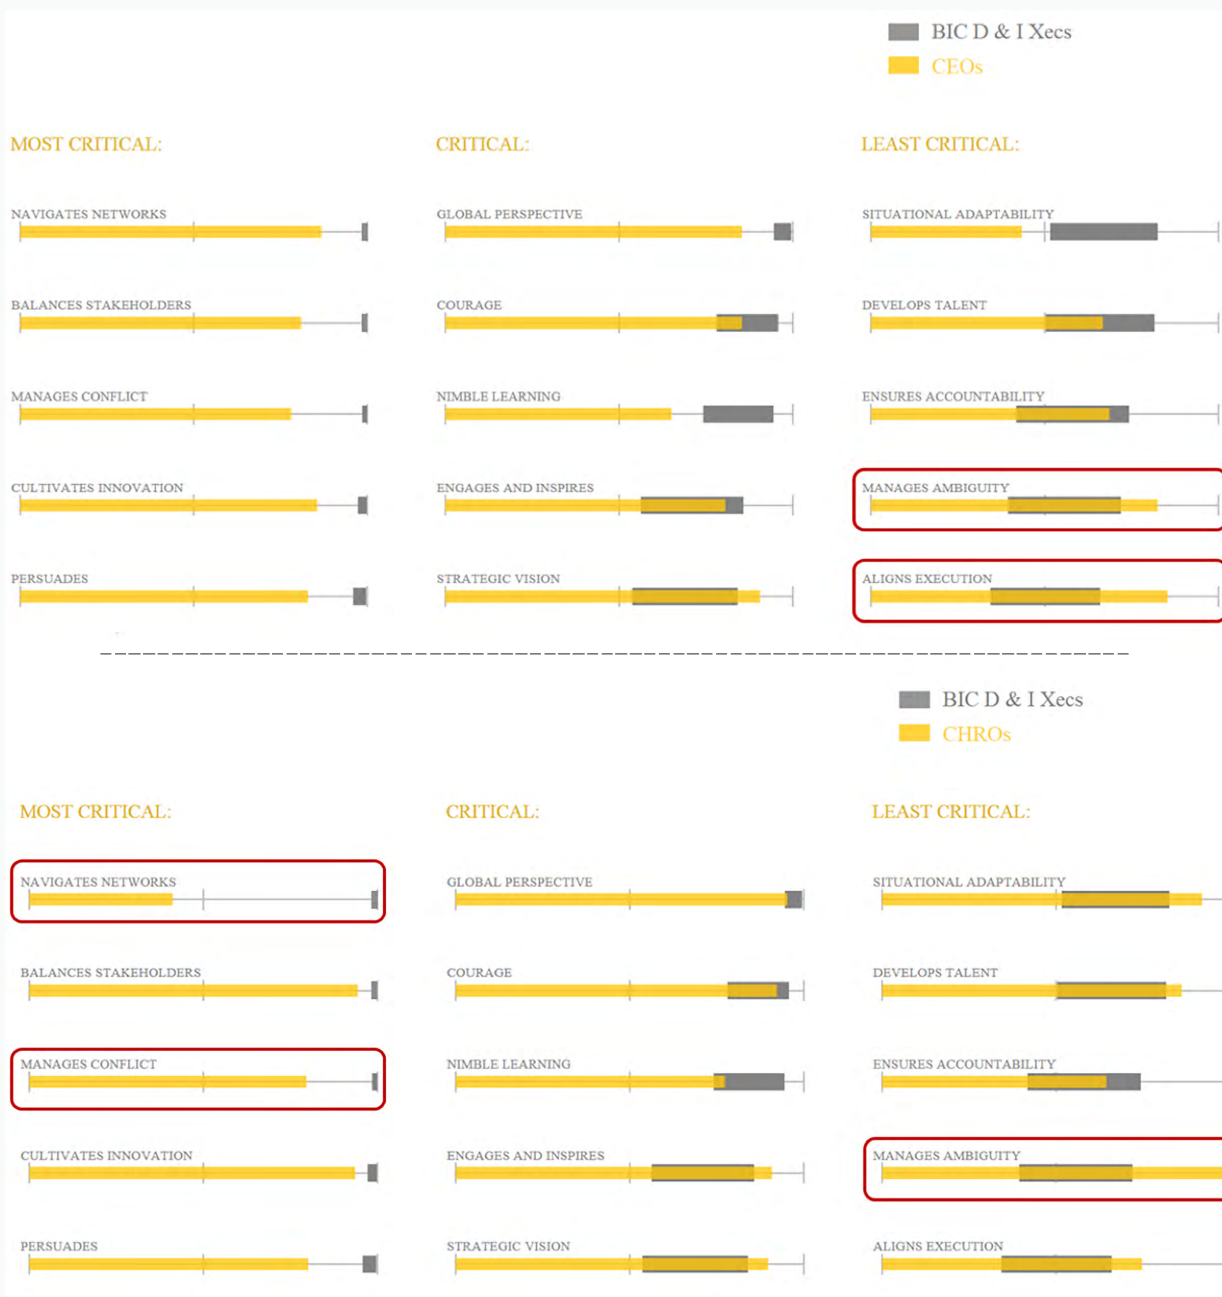 BIC D & I Xecs
CEOs
MOST CRITICAL:
CRITICAL:
LEAST CRITICAL:
NAVIGATES NETWORKS
GLOBAL PERSPECTIVE
SITUATIONAL ADAPTABILITY
BALANCES STAKEHOLDERS
COURAGE
DEVELOPS TALENT
MANAGES CONFLICT
NIMBLE LEARNING
ENSURES ACCOUNTABILITY
CULTIVATES INNOVATION
ENGAGES AND INSPIRES
MANAGES AMBIGUITY
PERSUADES
STRATEGIC VISION
ALIGNS EXECUTION
BIC D & I Xecs
CHROs
MOST CRITICAL:
CRITICAL:
LEAST CRITICAL:
NAVIGATES NETWORKS
GLOBAL PERSPECTIVE
SITUATIONAL ADAPTABILITY
BALANCES STAKEHOLDERS
COURAGE
DEVELOPS TALENT
MANAGES CONFLICT
NIMBLE LEARNING
ENSURES ACCOUNTABILITY
CULTIVATES INNOVATION
ENGAGES AND INSPIRES
MANAGES AMBIGUITY
PERSUADES
STRATEGIC VISION
ALIGNS EXECUTION